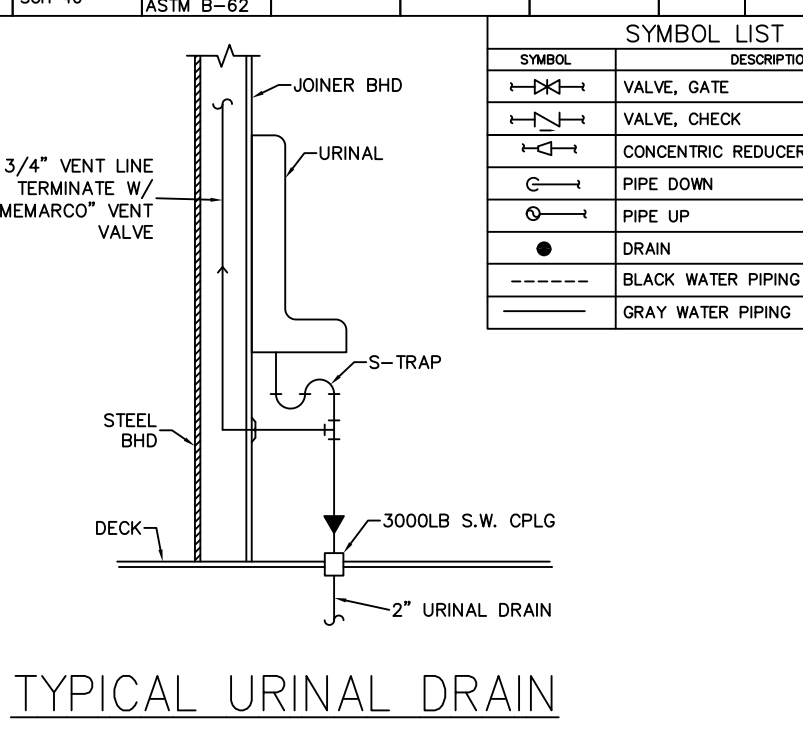 ASTM B-62
SYMBOL LIST
SYMBOL
VALVE, GATE
VALVE, CHECK
CONCENTRIC REDUCER
PIPE DOWN
PIPE UP
DRAIN
BLACK WATER PIPING
GRAY WATER PIPING
JOINER BHD
URINAL
3/4" VENT LINE
TERMINATE W/
MEMARCO" VENT
VALVE
S-TRAP
STEEL
BHD
DECK
3000LB S.W. CPLG
2" URINAL DRAIN
TYPICAL URINAL DRAIN